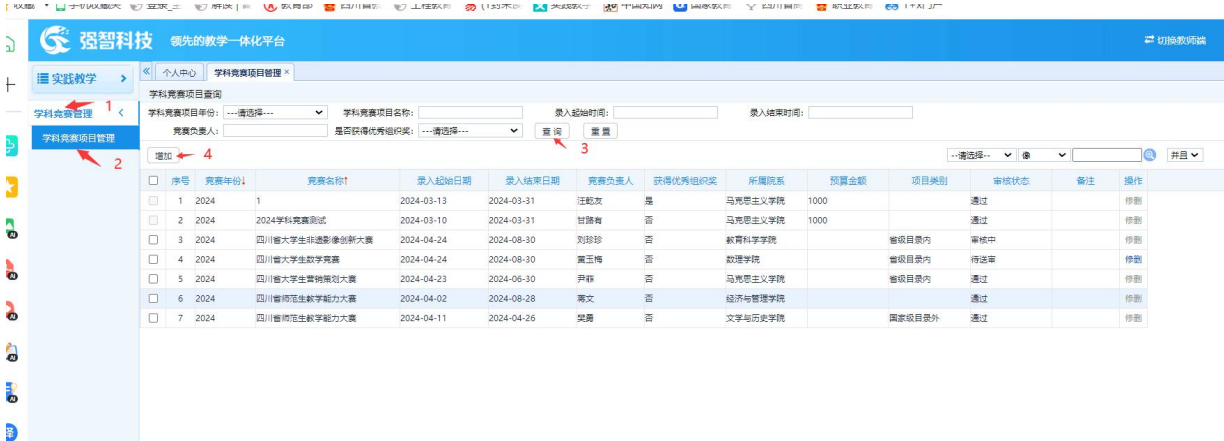 强智科技 领先的教学一体化平台
切换教师端
实践教学
个人中心 学科竞赛项目管理 ×
学科竞赛项目查询
学科竞赛管理 1
学科竞赛项目年份: ---请选择--- 学科竞赛项目名称: 录入起始时间: 录入结束时间:
竞赛负责人: 是否获得优秀组织奖: ---请选择--- 查 询 重 置
学科竞赛项目管理
2
3
增加 4 --请选择-- 像 并且
序号 竞赛年份↓ 竞赛名称↑ 录入起始日期 录入结束日期 竞赛负责人 获得优秀组织奖 所属院系 预算金额 项目类别 审核状态 备注 操作
1 2024 1 2024-03-13 2024-03-31 汪乾友 是 马克思主义学院 1000 通过 修删
2 2024 2024学科竞赛测试 2024-03-10 2024-03-31 甘路有 否 马克思主义学院 1000 通过 修删
3 2024 四川省大学生非遗影像创新大赛 2024-04-24 2024-08-30 刘珍珍 否 教育科学学院 省级目录内 审核中 修删
4 2024 四川省大学生数学竞赛 2024-04-24 2024-08-30 董玉梅 否 数理学院 省级目录内 待送审 修删
5 2024 四川省大学生营销策划大赛 2024-04-23 2024-06-30 尹菲 否 马克思主义学院 省级目录内 通过 修删
6 2024 四川省师范生教学能力大赛 2024-04-02 2024-08-28 蒋文 否 经济与管理学院 通过 修删
7 2024 四川省师范生教学能力大赛 2024-04-11 2024-04-26 樊勇 否 文学与历史学院 国家级目录外 通过 修删